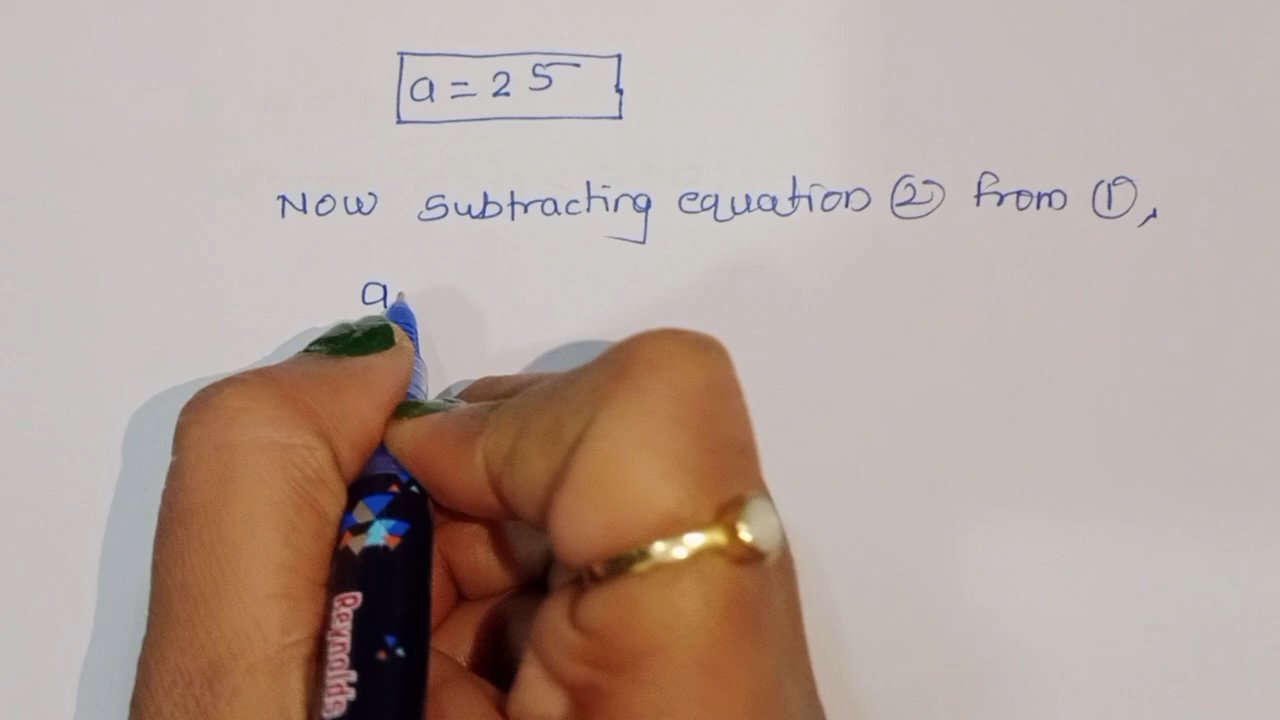 a = 25
Now subtracting equation ② from ①,
a
Reynolds